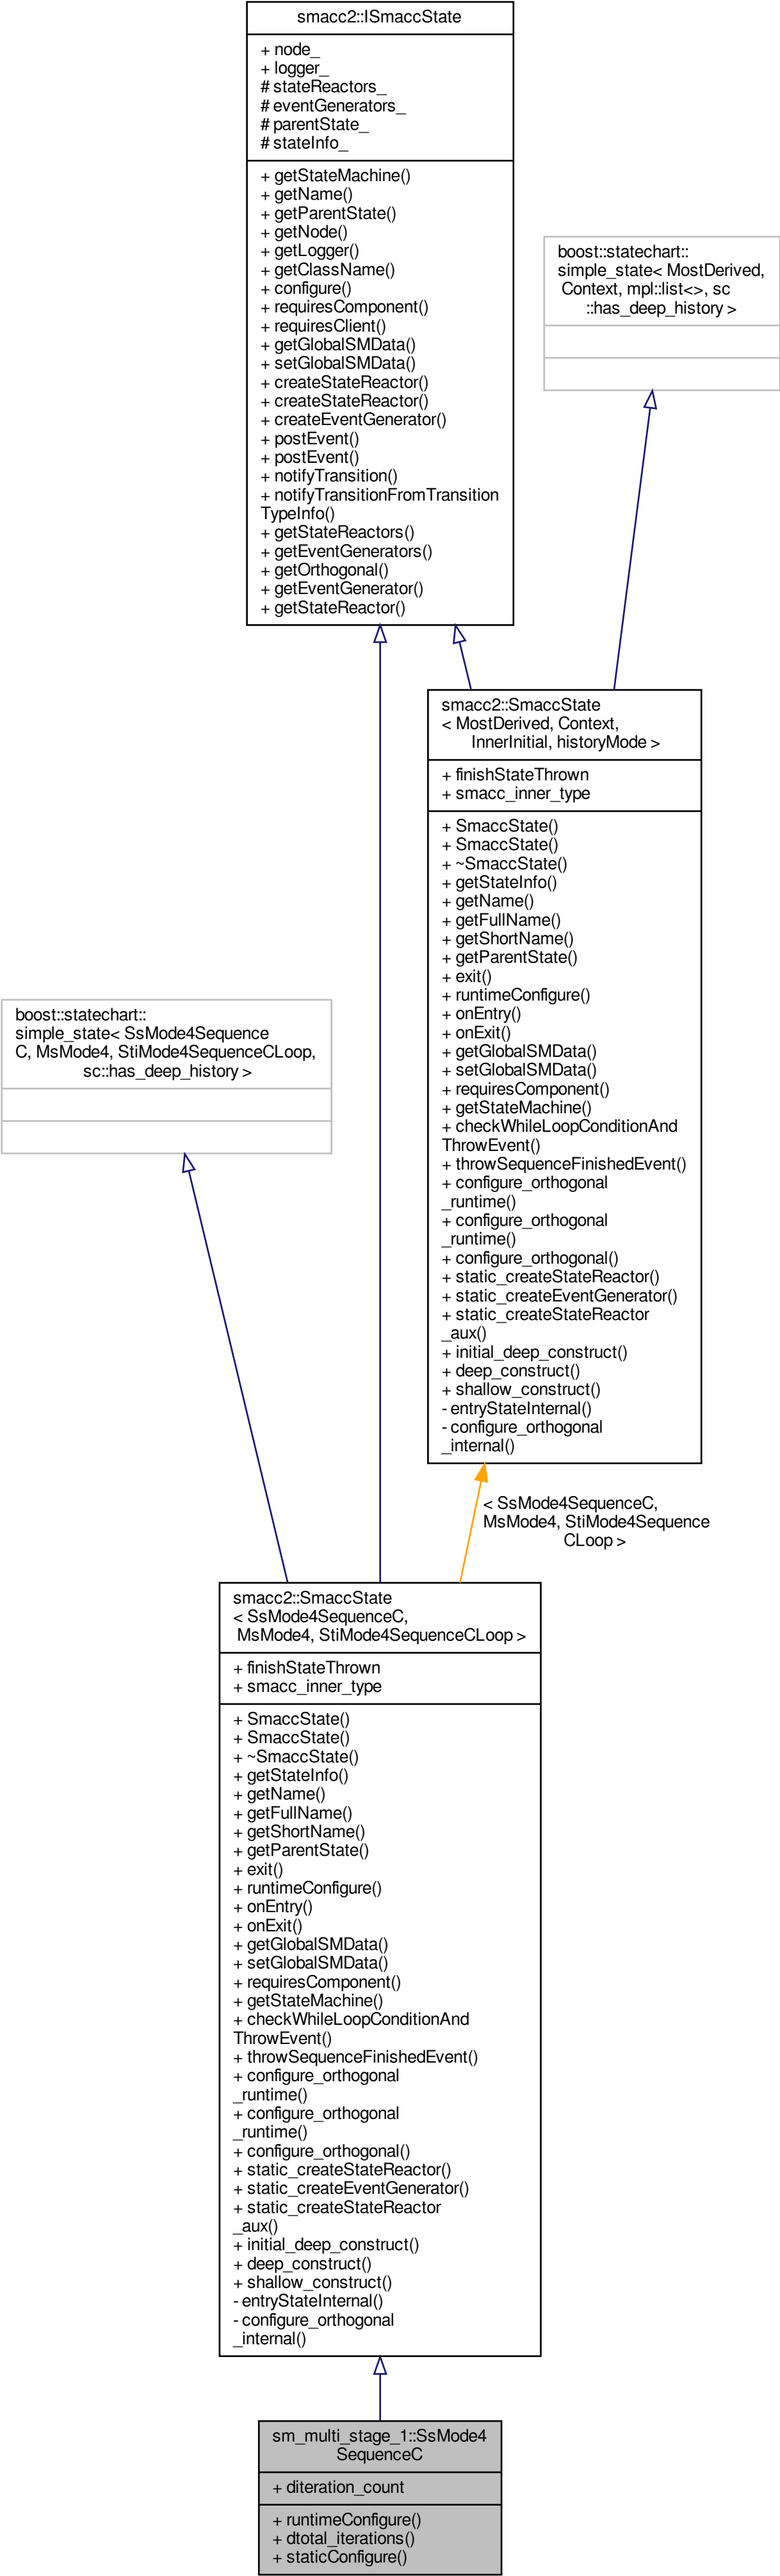 smacc2::ISmaccState
+ node_
+ logger_
# stateReactors_
# eventGenerators_
# parentState_
# stateInfo_
+ getStateMachine()
+ getName()
+ getParentState()
+ getNode()
+ getLogger()
+ getClassName()
+ configure()
+ requiresComponent()
+ requiresClient()
+ getGlobalSMData()
+ setGlobalSMData()
+ createStateReactor()
+ createStateReactor()
+ createEventGenerator()
+ postEvent()
+ postEvent()
+ notifyTransition()
+ notifyTransitionFromTransition
TypeInfo()
+ getStateReactors()
+ getEventGenerators()
+ getOrthogonal()
+ getEventGenerator()
+ getStateReactor()
boost::statechart::
simple_state< MostDerived,
Context, mpl::list<>, sc
::has_deep_history >
smacc2::SmaccState
< MostDerived, Context,
InnerInitial, historyMode >
+ finishStateThrown
+ smacc_inner_type
+ SmaccState()
+ SmaccState()
+ ~SmaccState()
+ getStateInfo()
+ getName()
+ getFullName()
+ getShortName()
+ getParentState()
+ exit()
+ runtimeConfigure()
+ onEntry()
+ onExit()
+ getGlobalSMData()
+ setGlobalSMData()
+ requiresComponent()
+ getStateMachine()
+ checkWhileLoopConditionAnd
ThrowEvent()
+ throwSequenceFinishedEvent()
+ configure_orthogonal
_runtime()
+ configure_orthogonal
_runtime()
+ configure_orthogonal()
+ static_createStateReactor()
+ static_createEventGenerator()
+ static_createStateReactor
_aux()
+ initial_deep_construct()
+ deep_construct()
+ shallow_construct()
- entryStateInternal()
- configure_orthogonal
_internal()
boost::statechart::
simple_state< SsMode4Sequence
C, MsMode4, StiMode4SequenceCLoop,
sc::has_deep_history >
< SsMode4SequenceC,
MsMode4, StiMode4Sequence
CLoop >
smacc2::SmaccState
< SsMode4SequenceC,
MsMode4, StiMode4SequenceCLoop >
+ finishStateThrown
+ smacc_inner_type
+ SmaccState()
+ SmaccState()
+ ~SmaccState()
+ getStateInfo()
+ getName()
+ getFullName()
+ getShortName()
+ getParentState()
+ exit()
+ runtimeConfigure()
+ onEntry()
+ onExit()
+ getGlobalSMData()
+ setGlobalSMData()
+ requiresComponent()
+ getStateMachine()
+ checkWhileLoopConditionAnd
ThrowEvent()
+ throwSequenceFinishedEvent()
+ configure_orthogonal
_runtime()
+ configure_orthogonal
_runtime()
+ configure_orthogonal()
+ static_createStateReactor()
+ static_createEventGenerator()
+ static_createStateReactor
_aux()
+ initial_deep_construct()
+ deep_construct()
+ shallow_construct()
- entryStateInternal()
- configure_orthogonal
_internal()
sm_multi_stage_1::SsMode4
SequenceC
+ diteration_count
+ runtimeConfigure()
+ dtotal_iterations()
+ staticConfigure()